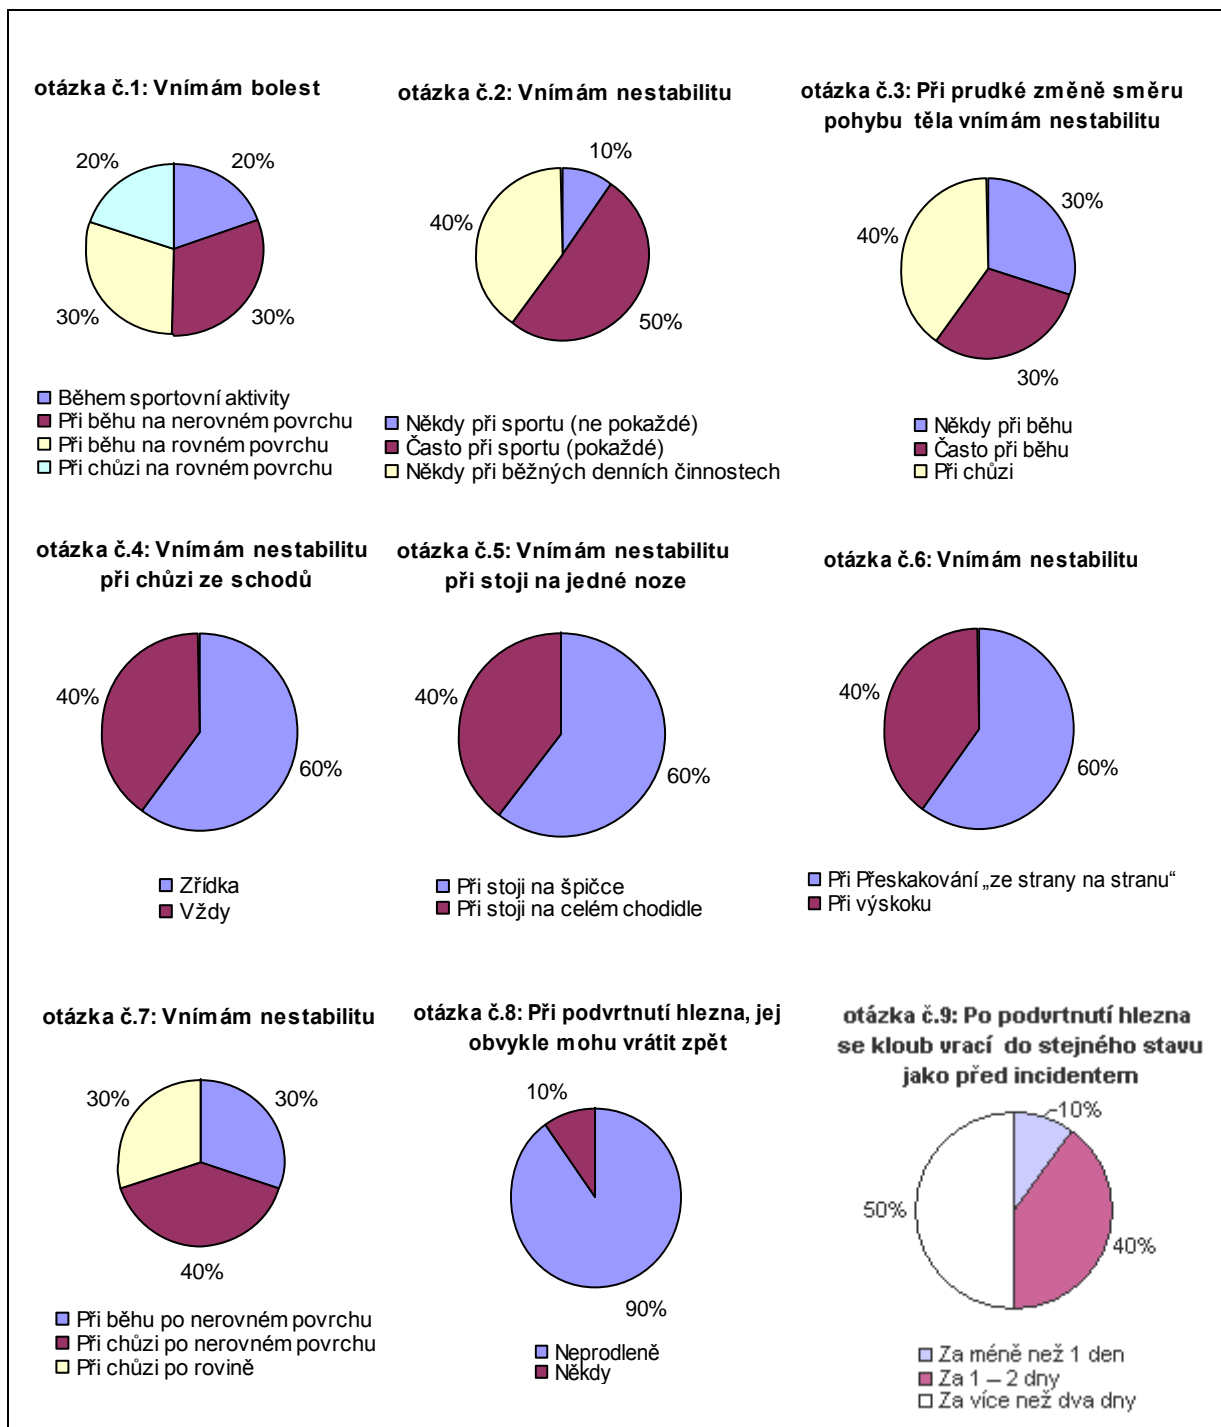 otázka č.1: Vnímám bolest
20%
20%
30%
30%
Během sportovní aktivity
Při běhu na nerovném povrchu
Při běhu na rovném povrchu
Při chůzi na rovném povrchu
otázka č.2: Vnímám nestabilitu
10%
40%
50%
Někdy při sportu (ne pokaždé)
Často při sportu (pokaždé)
Někdy při běžných denních činnostech
otázka č.3: Při prudké změně směru
pohybu těla vnímám nestabilitu
30%
40%
30%
Někdy při běhu
Často při běhu
Při chůzi
otázka č.4: Vnímám nestabilitu
při chůzi ze schodů
40%
60%
Zřídka
Vždy
otázka č.5: Vnímám nestabilitu
při stoji na jedné noze
40%
60%
Při stoji na špičce
Při stoji na celém chodidle
otázka č.6: Vnímám nestabilitu
40%
60%
Při Přeskakování „ze strany na stranu“
Při výskoku
otázka č.7: Vnímám nestabilitu
30%
30%
40%
Při běhu po nerovném povrchu
Při chůzi po nerovném povrchu
Při chůzi po rovině
otázka č.8: Při podvrtnutí hlezna, jej
obvykle mohu vrátit zpět
10%
90%
Neprodleně
Někdy
otázka č.9: Po podvrtnutí hlezna
se kloub vrací do stejného stavu
jako před incidentem
10%
50%
40%
Za méně než 1 den
Za 1 – 2 dny
Za více než dva dny